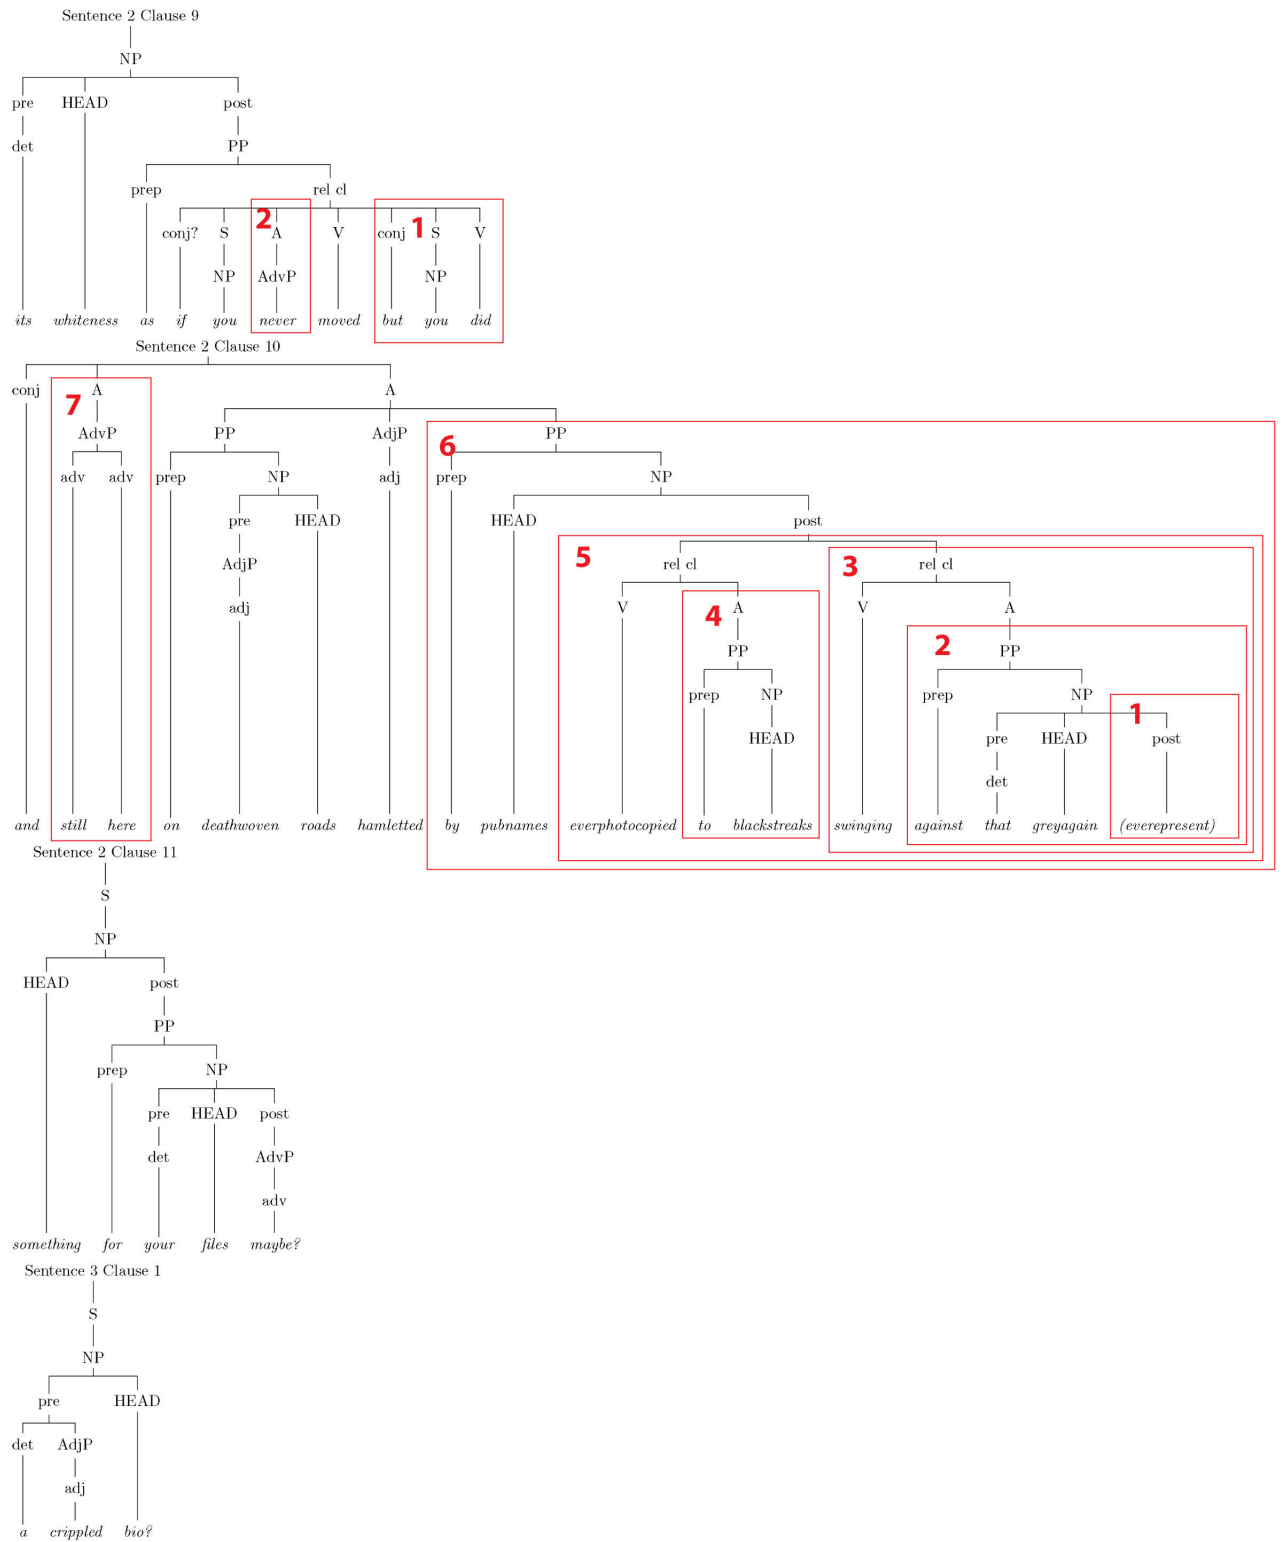 Sentence 2 Clause 9
NP
pre HEAD post
det PP
prep rel cl
2 1
conj? S A V conj S V
NP AdvP NP
its whiteness as if you never moved but you did
Sentence 2 Clause 10
conj A A
7
AdvP PP AdjP PP
6
adv adv prep NP adj prep NP
pre HEAD HEAD post
5 3
AdjP rel cl rel cl
adj V A V A
4
PP PP
2
prep NP prep NP
1
HEAD pre HEAD post
det
and still here on deathwoven roads hamletted by pubnames everphotocopied to blackstreaks swinging against that greyagain (everepresent)
Sentence 2 Clause 11
S
NP
HEAD post
PP
prep NP
pre HEAD post
det AdvP
adv
something for your files maybe?
Sentence 3 Clause 1
S
NP
pre HEAD
det AdjP
adj
a crippled bio?